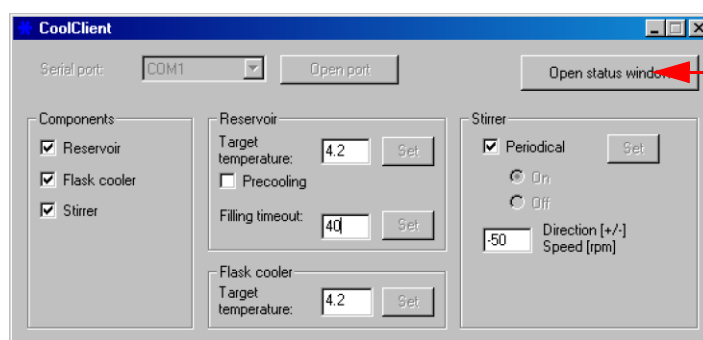 CoolClient
Serial port: COM1 Open port Open status window
Components
Reservoir
Flask cooler
Stirrer
Reservoir
Target
temperature: 4.2 Set
Precooling
Filling timeout: 40 Set
Flask cooler
Target
temperature: 4.2 Set
Stirrer
Periodical Set
On
Off
-50 Direction [+/-]
Speed [rpm]